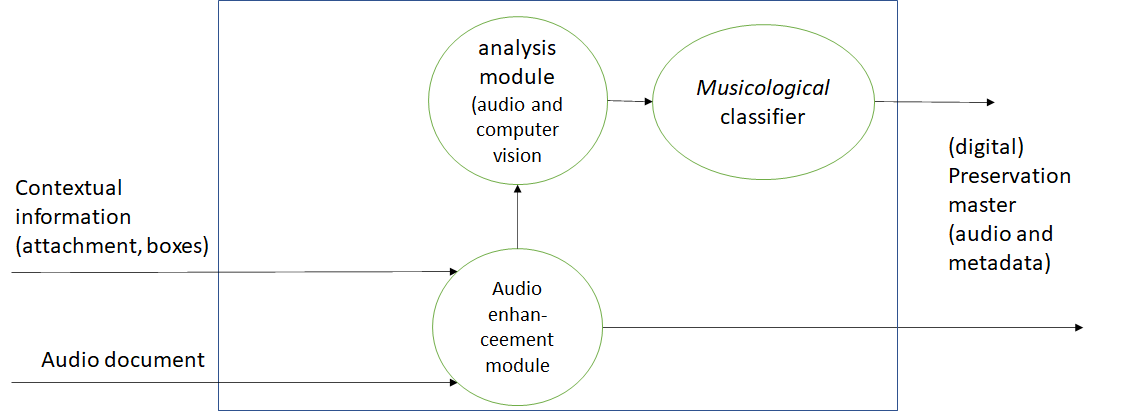 analysis
module
(audio and
computer
vision
Musicological
classifier
(digital)
Preservation
master
(audio and
metadata)
Contextual
information
(attachment, boxes)
Audio
enhan-
ceement
module
Audio document